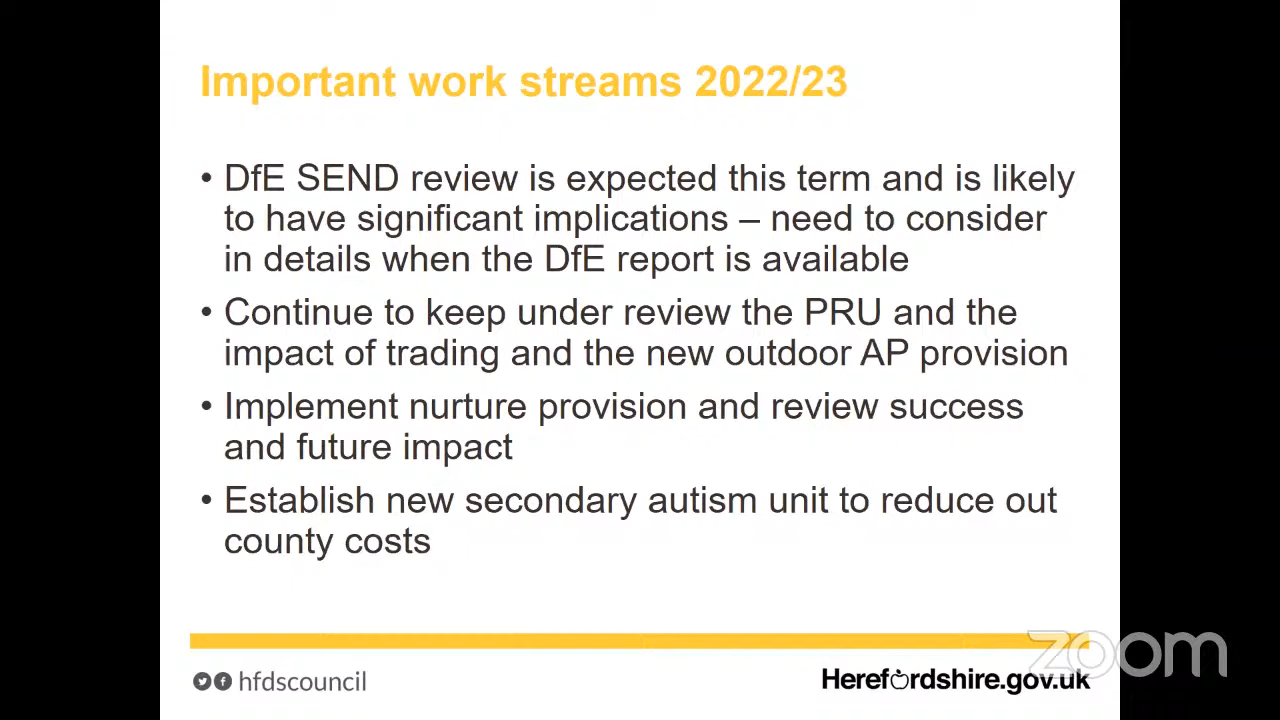 Important work streams 2022/23
• DfE SEND review is expected this term and is likely
to have significant implications – need to consider
in details when the DfE report is available
• Continue to keep under review the PRU and the
impact of trading and the new outdoor AP provision
• Implement nurture provision and review success
and future impact
• Establish new secondary autism unit to reduce out
county costs
zoom
hfdscouncil
Herefordshire.gov.uk